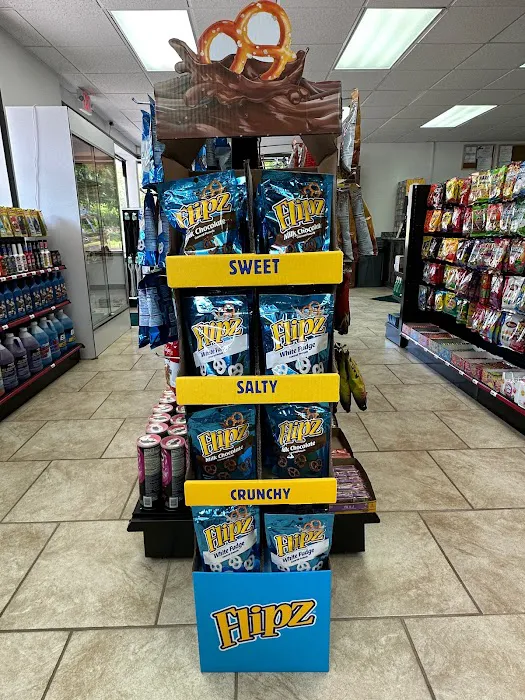 Flipz Flipz
Milk Chocolate Milk Chocolate
SWEET
Flipz Flipz
White Fudge White Fudge
SALTY
Flipz Flipz
Milk Chocolate Milk Chocolate
CRUNCHY
Flipz Flipz
White Fudge White Fudge
Flipz